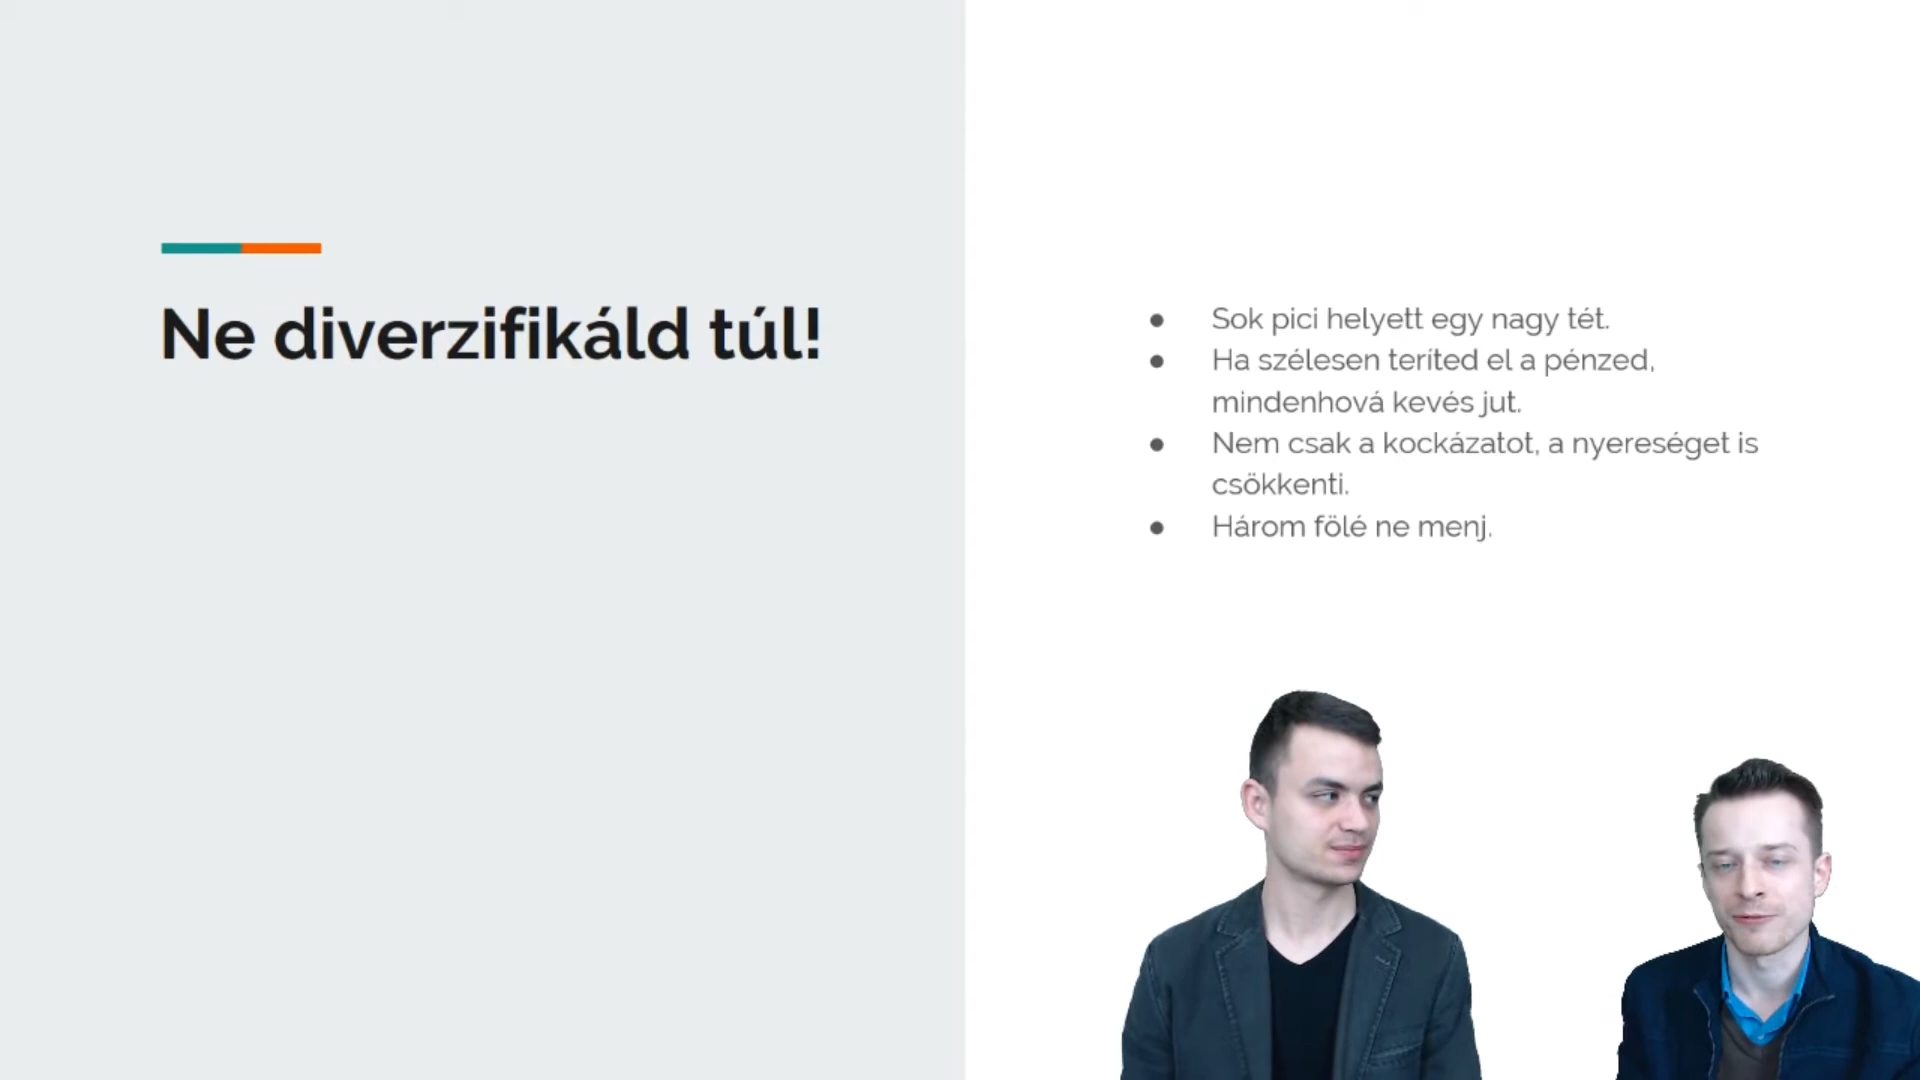 Ne diverzifikáld túl!
● Sok pici helyett egy nagy tét.
● Ha szélesen teríted el a pénzed,
mindenhová kevés jut.
● Nem csak a kockázatot, a nyereséget is
csökkenti.
● Három fölé ne menj.